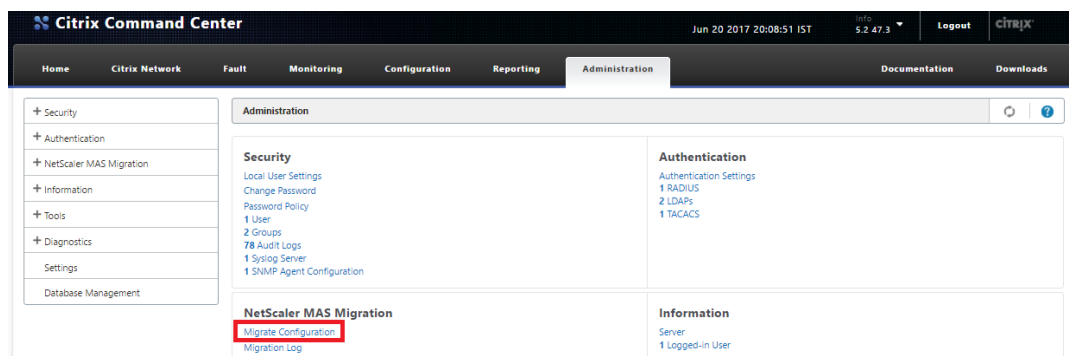 Citrix Command Center
Jun 20 2017 20:08:51 IST
Info
5.2 47.3
Logout
CİTRIX
Home Citrix Network Fault Monitoring Configuration Reporting Administration Documentation Downloads
+ Security
+ Authentication
+ NetScaler MAS Migration
+ Information
+ Tools
+ Diagnostics
Settings
Database Management
Administration
?
Security
Local User Settings
Change Password
Password Policy
1 User
2 Groups
78 Audit Logs
1 Syslog Server
1 SNMP Agent Configuration
Authentication
Authentication Settings
1 RADIUS
2 LDAPs
1 TACACS
NetScaler MAS Migration
Migrate Configuration
Migration Log
Information
Server
1 Logged-in User